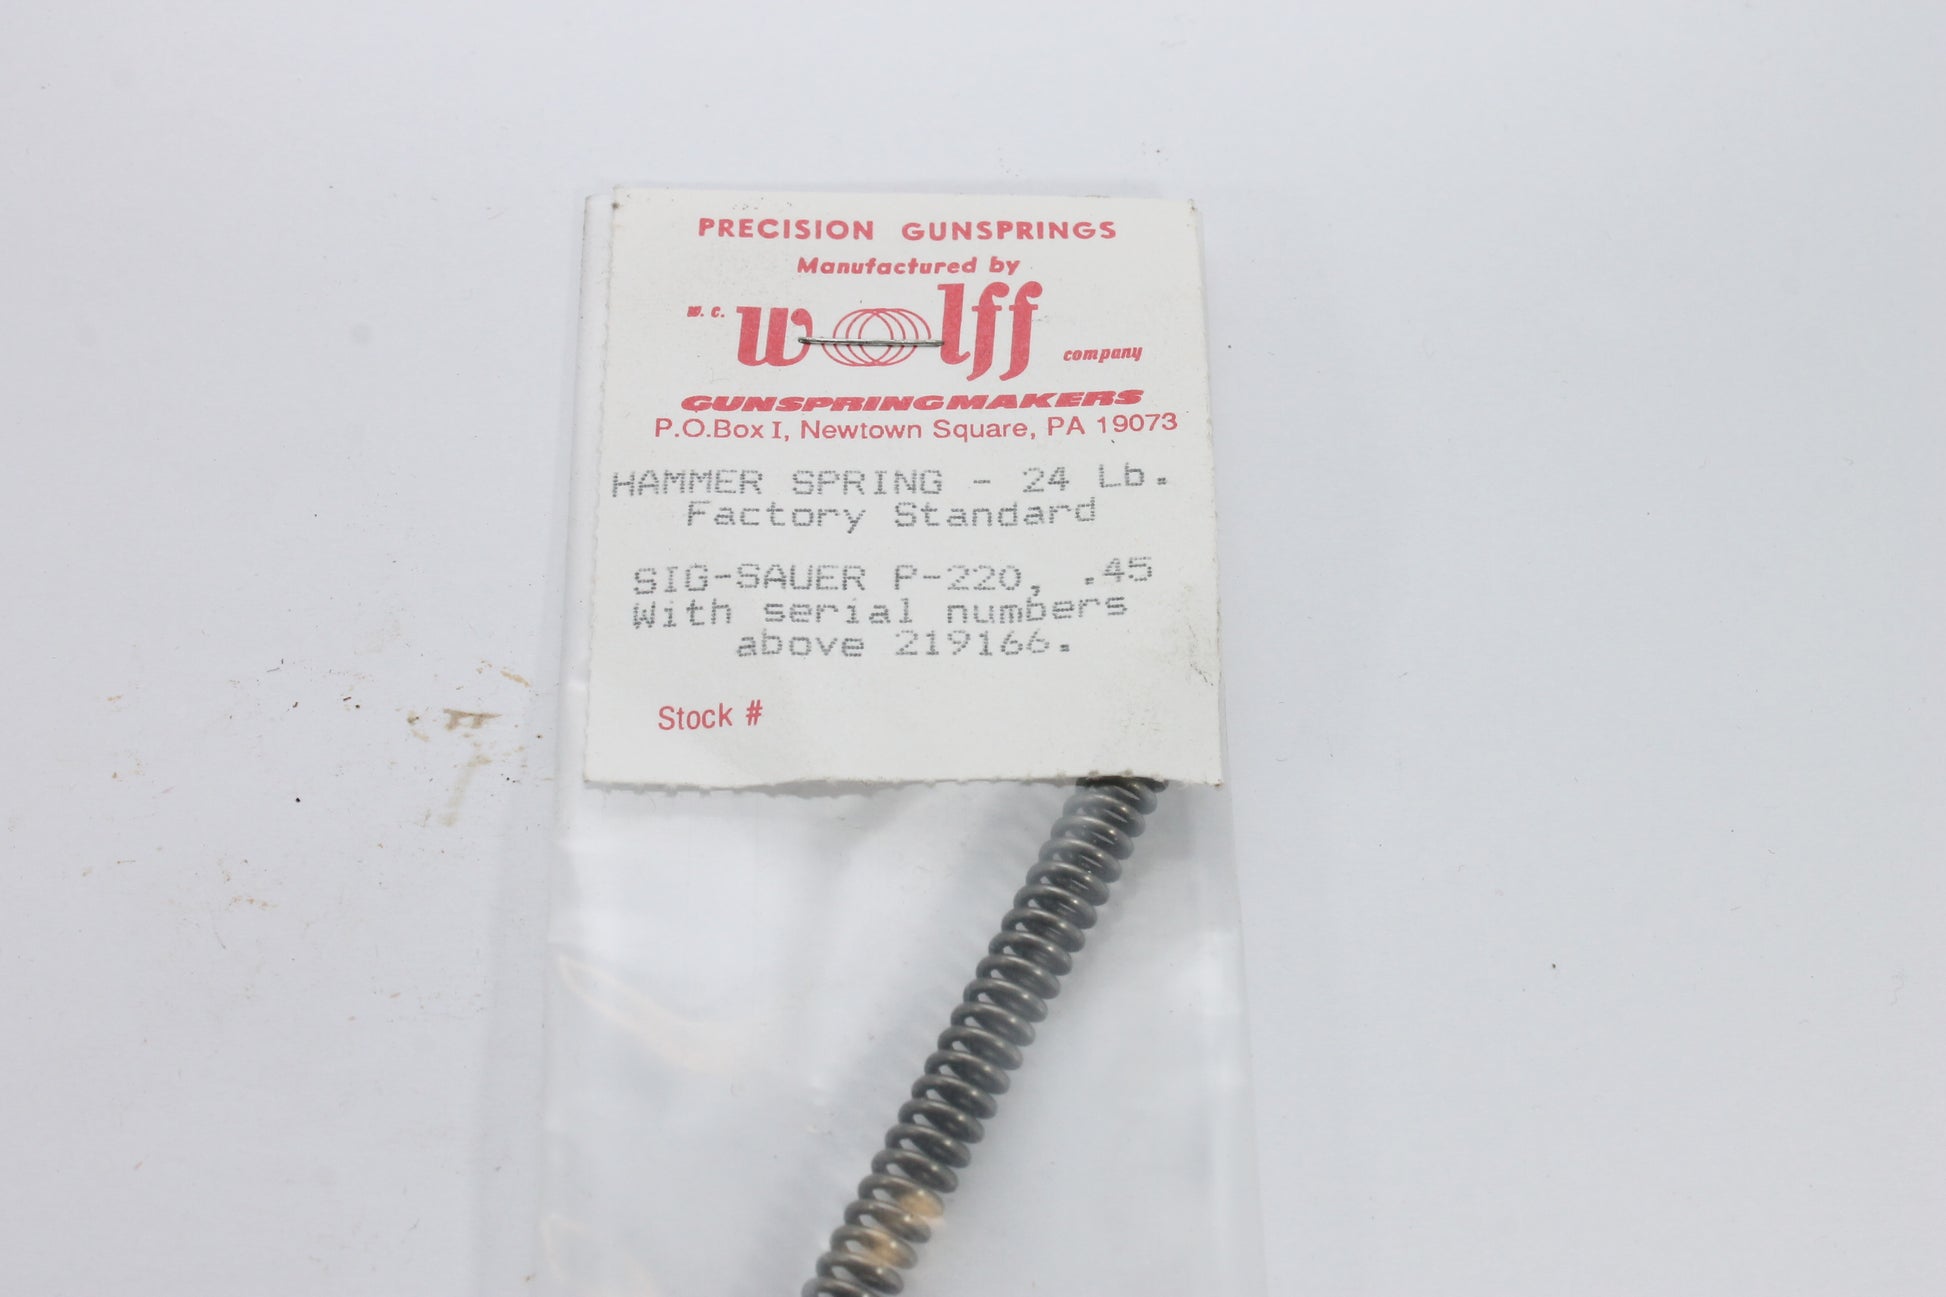 PRECISION GUNSPRINGS
Manufactured by
W. C. Wolff company
GUNSPRINGMAKERS
P.O.Box I, Newtown Square, PA 19073
HAMMER SPRING - 24 Lb.
Factory Standard
SIG-SAUER P-220, .45
With serial numbers
above 219166.
Stock #